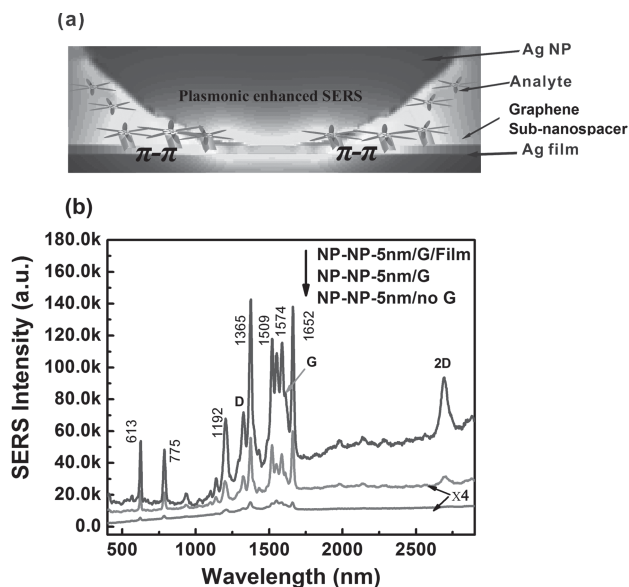 (a)
Ag NP
Analyte
Plasmonic enhanced SERS
Graphene
Sub-nanospacer
π-π
π-π
Ag film
(b)
180.0k
160.0k
140.0k
120.0k
100.0k
80.0k
60.0k
40.0k
20.0k
0.0
SERS Intensity (a.u.)
NP-NP-5nm/G/Film
NP-NP-5nm/G
NP-NP-5nm/no G
613
775
1192
D
1365
1509
1574
G
1652
2D
X4
500
1000
1500
2000
2500
Wavelength (nm)